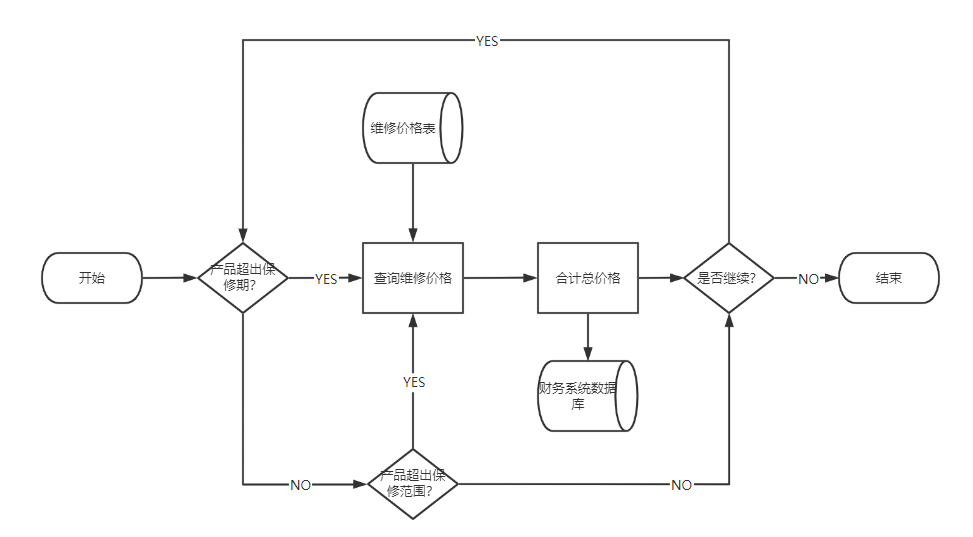 YES
维修价格表
开始
产品超出保
修期?
YES
查询维修价格
合计总价格
是否继续?
NO
结束
YES
财务系统数据
库
产品超出保
修范围?
NO
NO